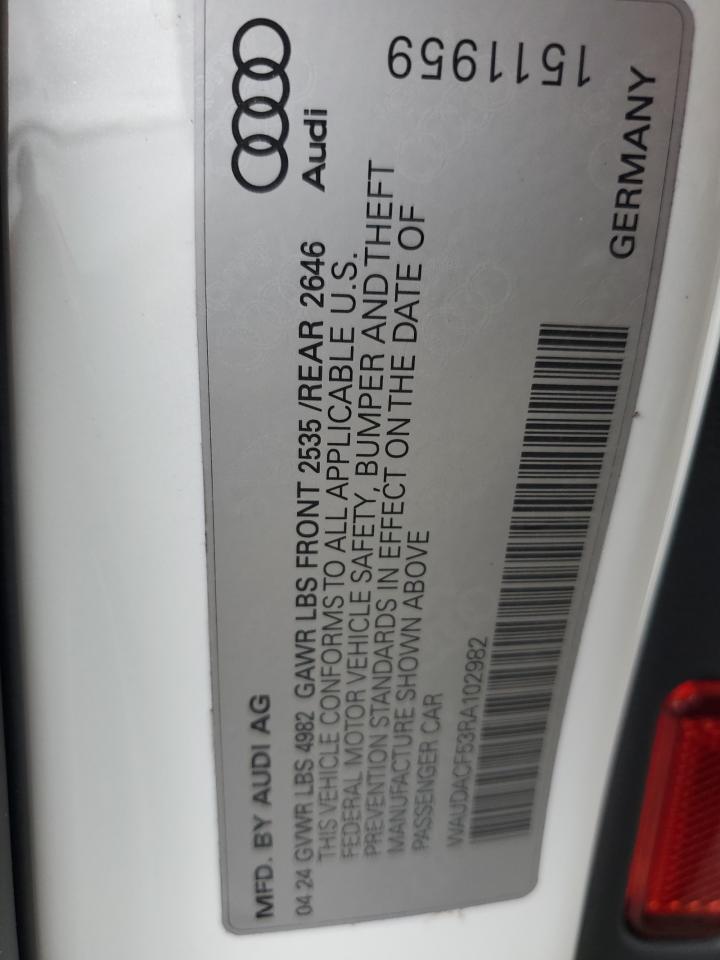 MFD. BY AUDI AG
Audi
04.24 GVWR LBS 4982 GAWR LBS FRONT 2535 /REAR 2646
THIS VEHICLE CONFORMS TO ALL APPLICABLE U.S.
FEDERAL MOTOR VEHICLE SAFETY, BUMPER AND THEFT
PREVENTION STANDARDS IN EFFECT ON THE DATE OF
MANUFACTURE SHOWN ABOVE
PASSENGER CAR
WAUDACF53RA102982
GERMANY
1511959